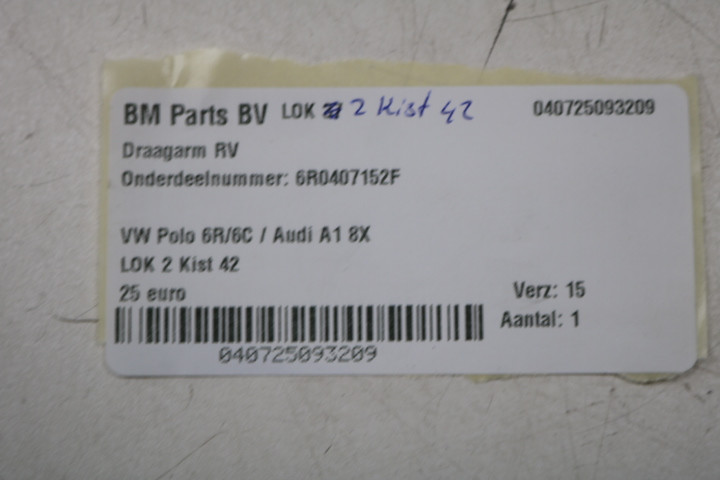 BM Parts BV LOK 2 Kist 42 040725093209
Draagarm RV
Onderdeelnummer: 6R0407152F
VW Polo 6R/6C / Audi A1 8X
LOK 2 Kist 42
25 euro Verz: 15
Aantal: 1
040725093209